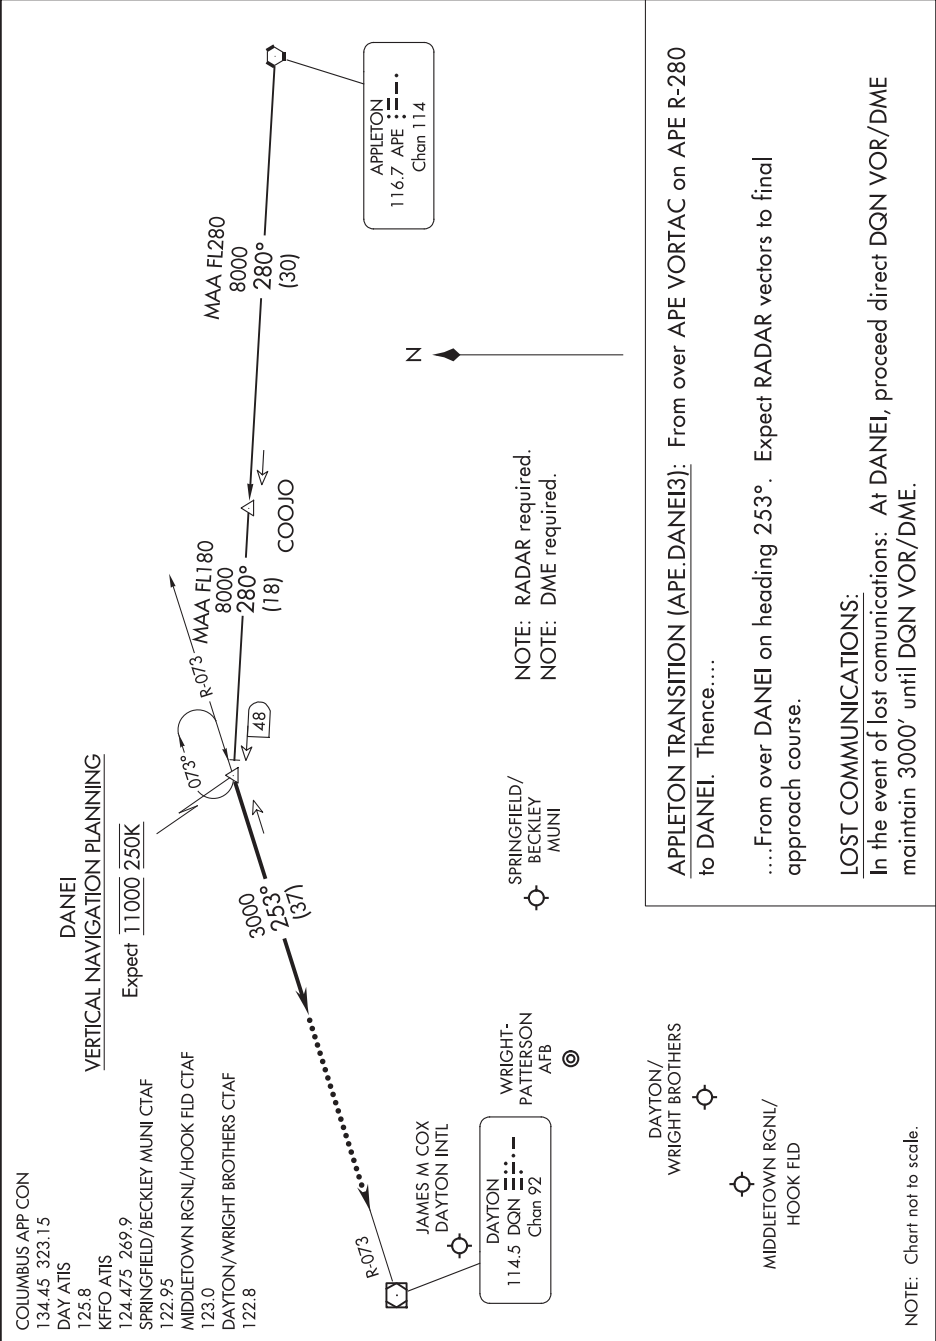 COLUMBUS APP CON
134.45 323.15
DAY ATIS
125.8
KFFO ATIS
124.475 269.9
SPRINGFIELD/BECKLEY MUNI CTAF
122.95
MIDDLETOWN RGNL/HOOK FLD CTAF
123.0
DAYTON/WRIGHT BROTHERS CTAF
122.8
DANEI
VERTICAL NAVIGATION PLANNING
Expect 11000 250K
073°
R-073
MAA FL180
8000
280°
(18)
MAA FL280
8000
280°
(30)
48
COOJO
3000
253°
(37)
APPLETON
116.7 APE
Chan 114
N
R-073
JAMES M COX
DAYTON INTL
DAYTON
114.5 DQN
Chan 92
WRIGHT-
PATTERSON
AFB
SPRINGFIELD/
BECKLEY
MUNI
NOTE: RADAR required.
NOTE: DME required.
DAYTON/
WRIGHT BROTHERS
MIDDLETOWN RGNL/
HOOK FLD
APPLETON TRANSITION (APE.DANEI3): From over APE VORTAC on APE R-280
to DANEI. Thence....
....From over DANEI on heading 253°. Expect RADAR vectors to final
approach course.
LOST COMMUNICATIONS:
In the event of lost comunications: At DANEI, proceed direct DQN VOR/DME
maintain 3000' until DQN VOR/DME.
NOTE: Chart not to scale.